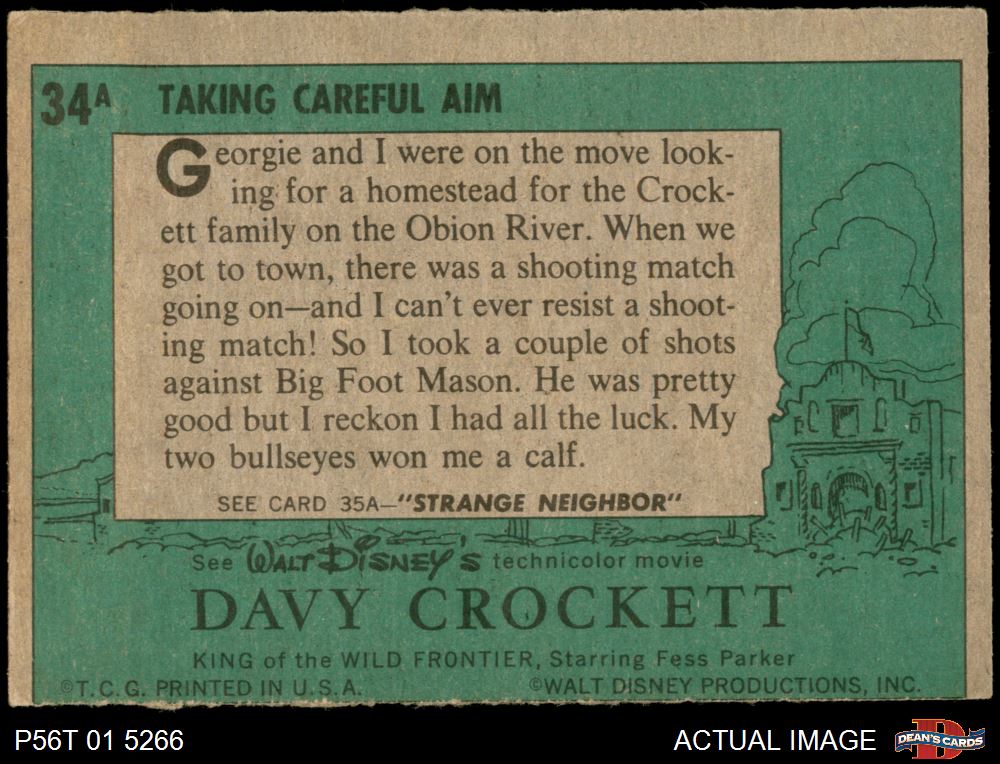 34A TAKING CAREFUL AIM
Georgie and I were on the move look-
ing for a homestead for the Crock-
ett family on the Obion River. When we
got to town, there was a shooting match
going on—and I can't ever resist a shoot-
ing match! So I took a couple of shots
against Big Foot Mason. He was pretty
good but I reckon I had all the luck. My
two bullseyes won me a calf.
SEE CARD 35A—"STRANGE NEIGHBOR"
See WALT DISNEY'S technicolor movie
DAVY CROCKETT
KING of the WILD FRONTIER, Starring Fess Parker
©T.C.G. PRINTED IN U.S.A. ©WALT DISNEY PRODUCTIONS, INC.
P56T 01 5266 ACTUAL IMAGE D DEAN'S CARDS